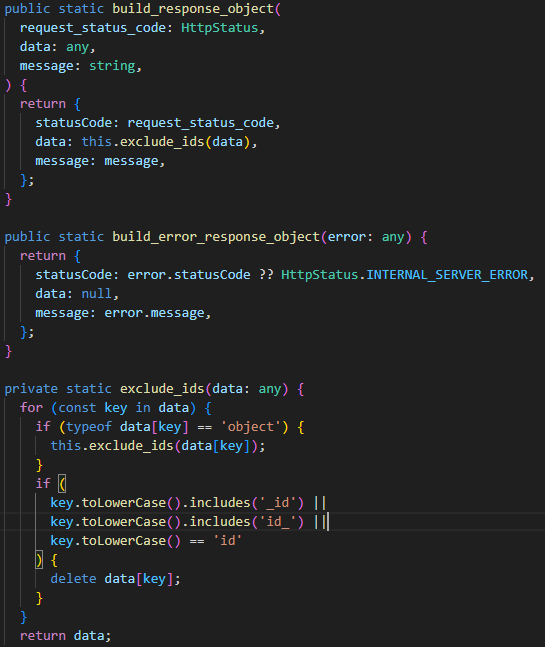 public static build_response_object(
request_status_code: HttpStatus,
data: any,
message: string,
) {
return {
statusCode: request_status_code,
data: this.exclude_ids(data),
message: message,
};
}
public static build_error_response_object(error: any) {
return {
statusCode: error.statusCode ?? HttpStatus.INTERNAL_SERVER_ERROR,
data: null,
message: error.message,
};
}
private static exclude_ids(data: any) {
for (const key in data) {
if (typeof data[key] == 'object') {
this.exclude_ids(data[key]);
}
if (
key.toLowerCase().includes('_id') ||
key.toLowerCase().includes('id_') ||
key.toLowerCase() == 'id'
) {
delete data[key];
}
}
return data;